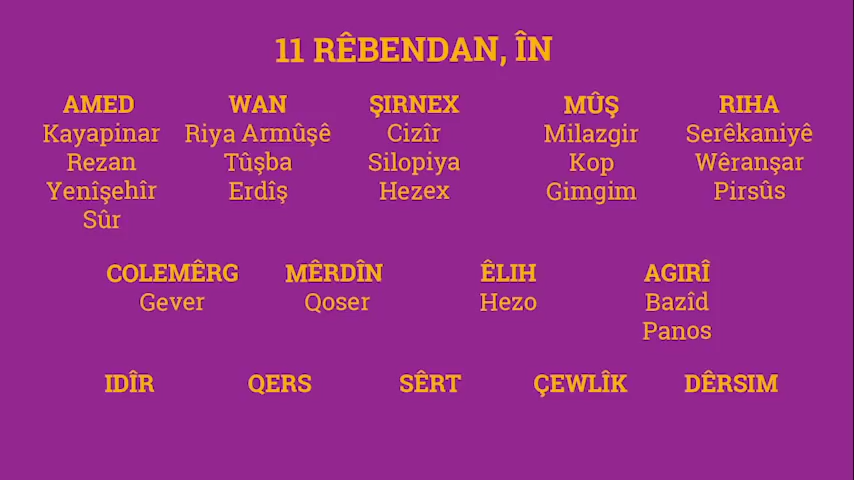 11 RÊBENDAN, ÎN
AMED
Kayapinar
Rezan
Yenîşehîr
Sûr
WAN
Riya Armûşê
Tûşba
Erdîş
ŞIRNEX
Cizîr
Silopiya
Hezex
MÛŞ
Milazgir
Kop
Gimgim
RIHA
Serêkaniyê
Wêranşar
Pirsûs
COLEMÊRG
Gever
MÊRDÎN
Qoser
ÊLIH
Hezo
AGIRÎ
Bazîd
Panos
IDÎR
QERS
SÊRT
ÇEWLÎK
DÊRSIM